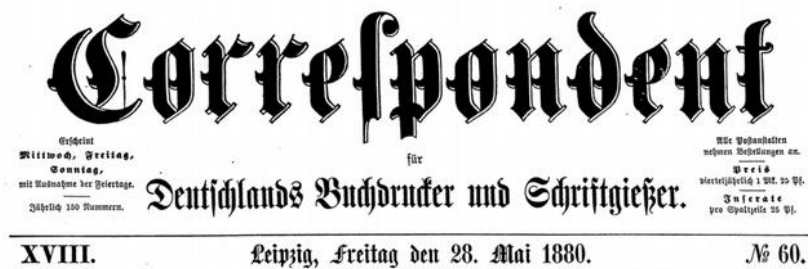 Correſpondent
für
Deutſchlands Buchdrucker und Schriftgießer.
Erſcheint
Mittwoch, Freitag,
Sonntag,
mit Ausnahme der Feiertage.
Jährlich 150 Nummern.
Alle Poſtanſtalten
nehmen Beſtellungen an.
Preis
vierteljährlich 1 Mk. 25 Pf.
Inſerate
pro Spaltzeile 25 Pf.
XVIII. Leipzig, Freitag den 28. Mai 1880. № 60.